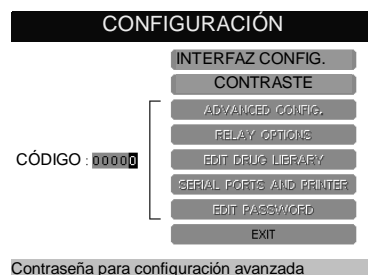 CONFIGURACIÓN
INTERFAZ CONFIG.
CONTRASTE
ADVANCED CONFIG.
RELAY OPTIONS
CÓDIGO : 00000
EDIT DRUG LIBRARY
SERIAL PORTS AND PRINTER
EDIT PASSWORD
EXIT
Contraseña para configuración avanzada